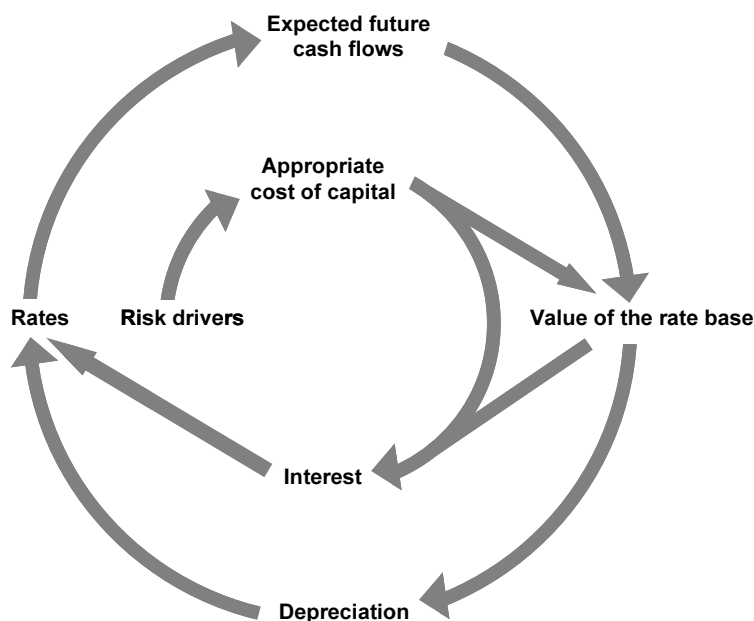 Expected future
cash flows
Appropriate
cost of capital
Rates
Risk drivers
Value of the rate base
Interest
Depreciation